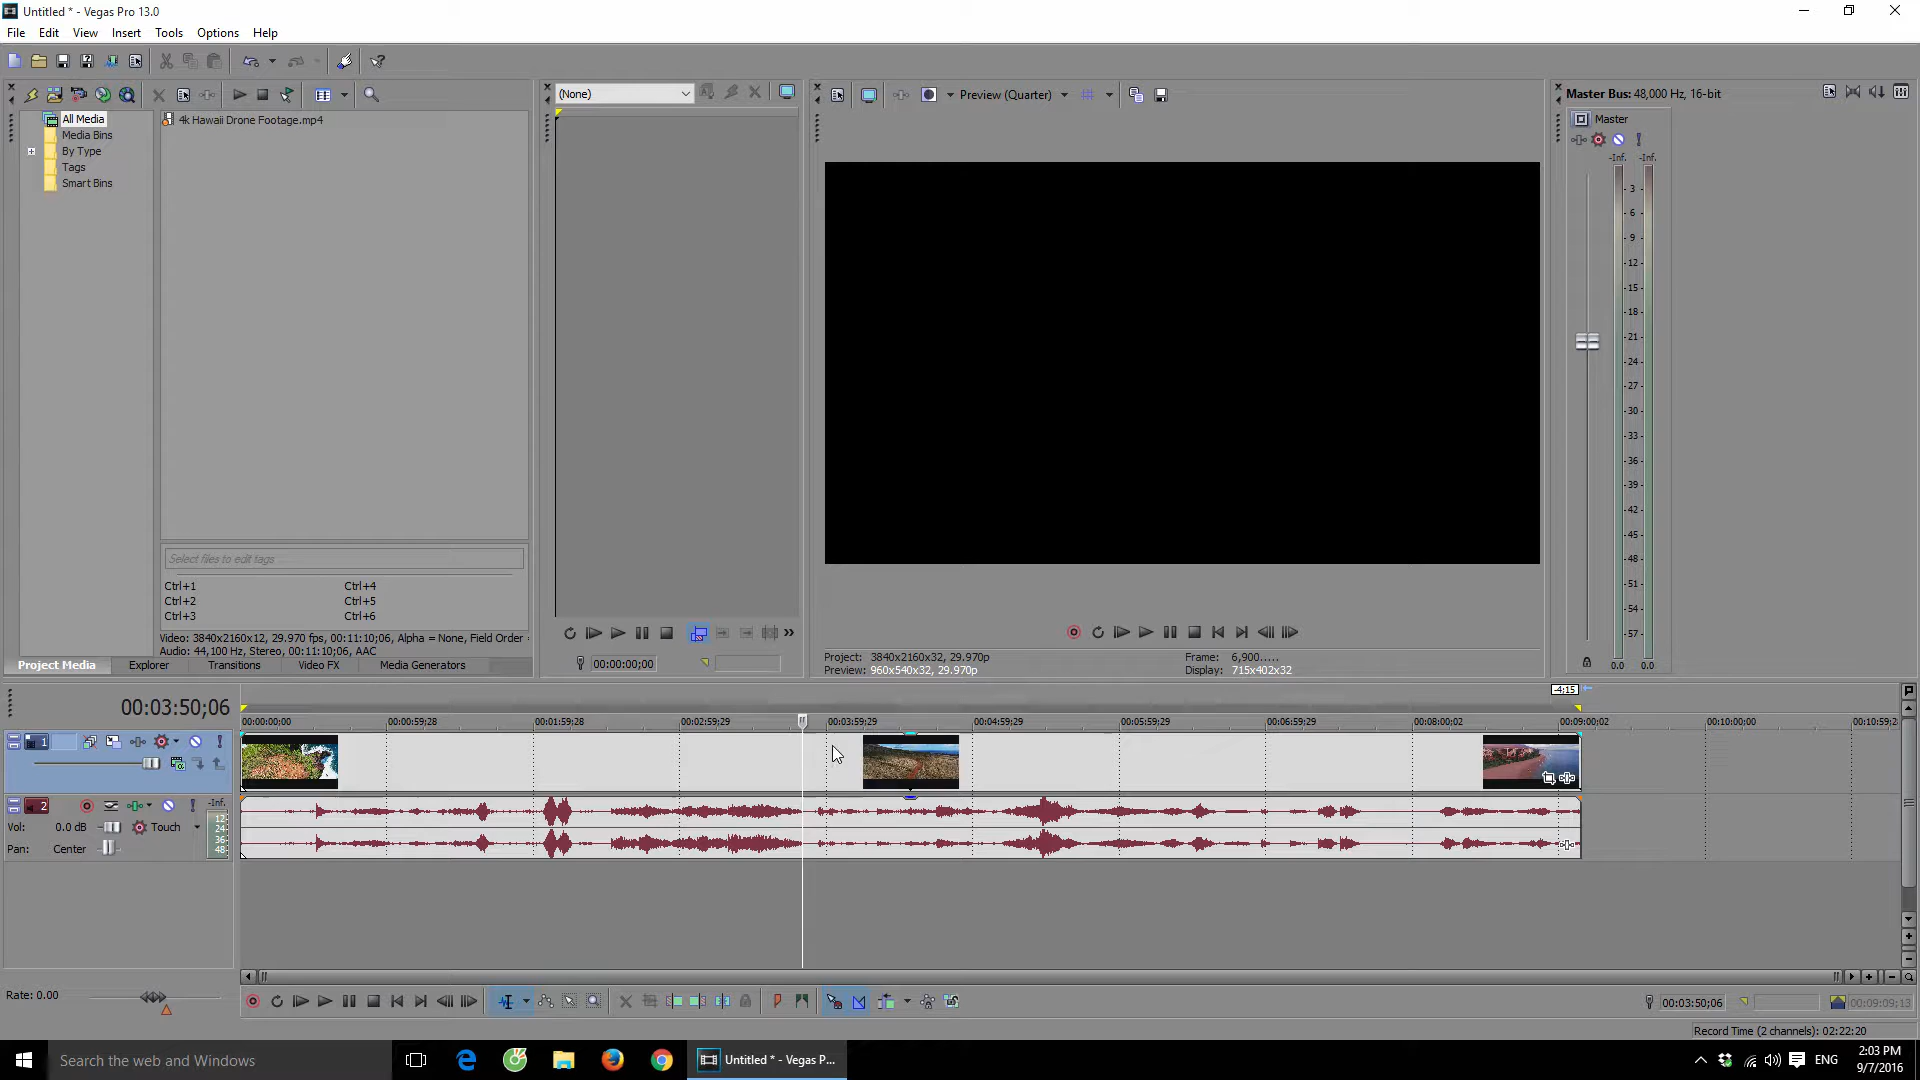 Untitled * - Vegas Pro 13.0
File Edit View Insert Tools Options Help
All Media
Media Bins
By Type
Tags
Smart Bins
4k Hawaii Drone Footage.mp4
Select files to edit tags
Ctrl+1 Ctrl+4
Ctrl+2 Ctrl+5
Ctrl+3 Ctrl+6
Video: 3840x2160x12, 29.970 fps, 00:11:10;06, Alpha = None, Field Order =
Audio: 44,100 Hz, Stereo, 00:11:10;06, AAC
Project Media Explorer Transitions Video FX Media Generators
(None)
00:00:00;00
Preview (Quarter)
Project: 3840x2160x32, 29.970p
Preview: 960x540x32, 29.970p
Frame: 6,900.....
Display: 715x402x32
Master Bus: 48,000 Hz, 16-bit
Master
-Inf. -Inf.
3
6
9
12
15
18
21
24
27
30
33
36
39
42
45
48
51
54
57
0.0 0.0
-4;15
00:03:50;06
00:00:00;00 00:00:59;28 00:01:59;28 00:02:59;29 00:03:59;29 00:04:59;29 00:05:59;29 00:06:59;29 00:08:00;02 00:09:00;02 00:10:00;00 00:10:59;2
1
2
-Inf.
Vol: 0.0 dB Touch
Pan: Center
12
24
36
48
Rate: 0.00
00:03:50;06 00:09:09;13
Record Time (2 channels): 02:22:20
Search the web and Windows
Untitled * - Vegas P...
ENG
2:03 PM
9/7/2016